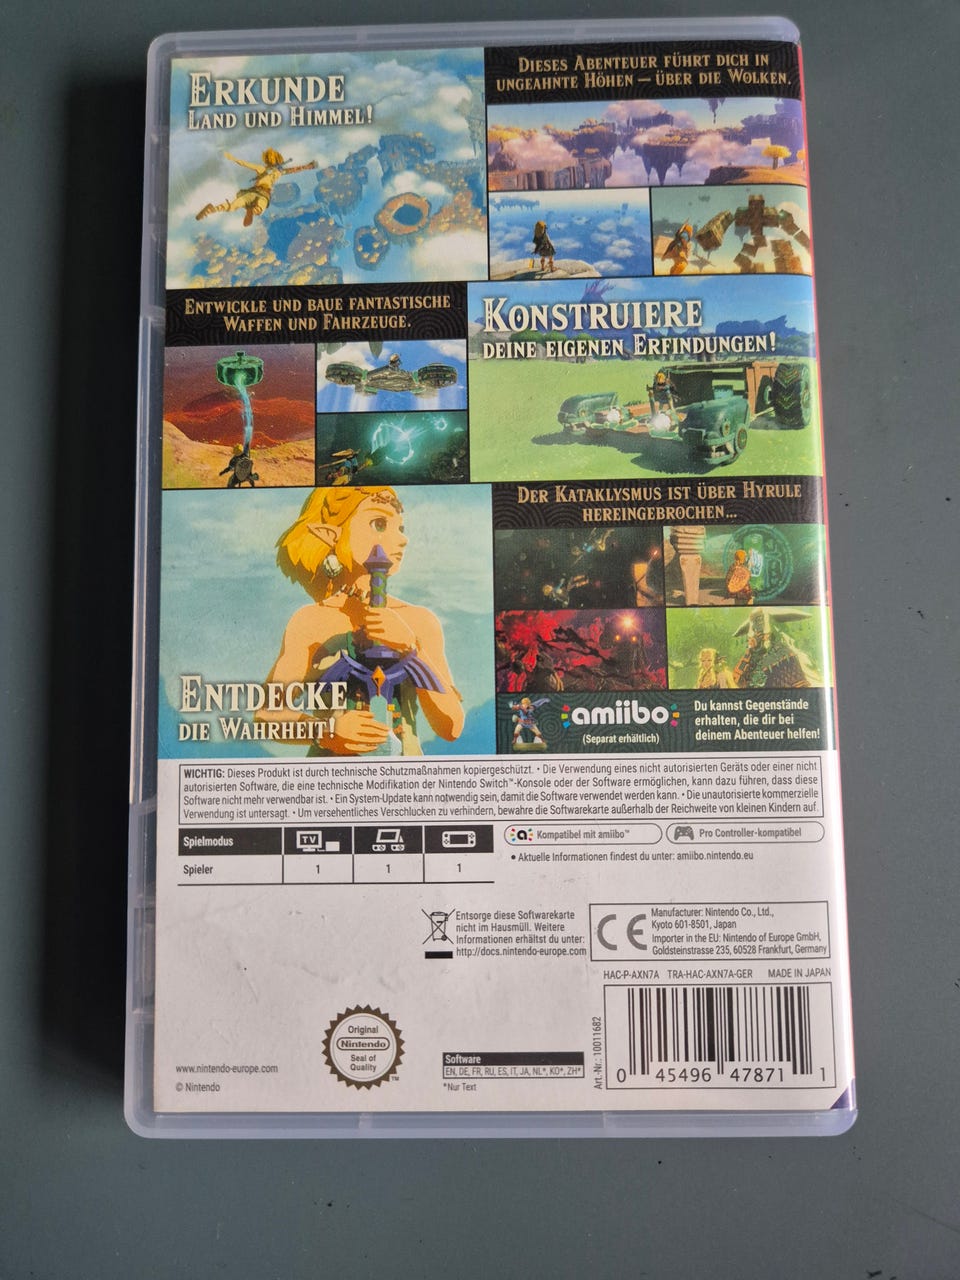 ERKUNDE
LAND UND HIMMEL!
DIESES ABENTEUER FÜHRT DICH IN
UNGEAHNTE HÖHEN – ÜBER DIE WOLKEN.
ENTWICKLE UND BAUE FANTASTISCHE
WAFFEN UND FAHRZEUGE.
KONSTRUIERE
DEINE EIGENEN ERFINDUNGEN!
DER KATAKLYSMUS IST ÜBER HYRULE
HEREINGEBROCHEN...
ENTDECKE
DIE WAHRHEIT!
amiibo
(Separat erhältlich)
Du kannst Gegenstände
erhalten, die dir bei
deinem Abenteuer helfen!
WICHTIG: Dieses Produkt ist durch technische Schutzmaßnahmen kopiergeschützt. • Die Verwendung eines nicht autorisierten Geräts oder einer nicht
autorisierten Software, die eine technische Modifikation der Nintendo Switch™-Konsole oder der Software ermöglichen, kann dazu führen, dass diese
Software nicht mehr verwendbar ist. • Ein System-Update kann notwendig sein, damit die Software verwendet werden kann. • Die unautorisierte kommerzielle
Verwendung ist untersagt. • Um versehentliches Verschlucken zu verhindern, bewahre die Softwarekarte außerhalb der Reichweite von kleinen Kindern auf.
Spielmodus
TV
Spieler
1
1
1
a
Kompatibel mit amiibo™
Pro Controller-kompatibel
• Aktuelle Informationen findest du unter: amiibo.nintendo.eu
Entsorge diese Softwarekarte
nicht im Hausmüll. Weitere
Informationen erhältst du unter:
http://docs.nintendo-europe.com
CE
Manufacturer: Nintendo Co., Ltd.,
Kyoto 601-8501, Japan
Importer in the EU: Nintendo of Europe GmbH,
Goldsteinstrasse 235, 60528 Frankfurt, Germany
HAC-P-AXN7A TRA-HAC-AXN7A-GER MADE IN JAPAN
Art.-Nr.: 10011682
0 45496 47871 1
Original
Nintendo
Seal of
Quality
TM
www.nintendo-europe.com
© Nintendo
Software
EN, DE, FR, RU, ES, IT, JA, NL*, KO*, ZH*
*Nur Text